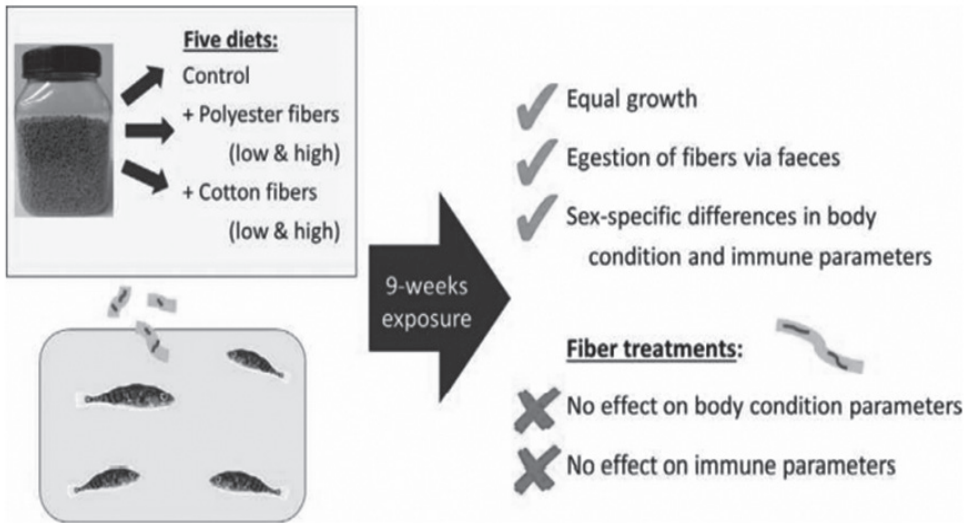 Five diets:
Control
+ Polyester fibers
(low & high)
+ Cotton fibers
(low & high)
9-weeks
exposure
Equal growth
Egestion of fibers via faeces
Sex-specific differences in body
condition and immune parameters
Fiber treatments:
No effect on body condition parameters
No effect on immune parameters